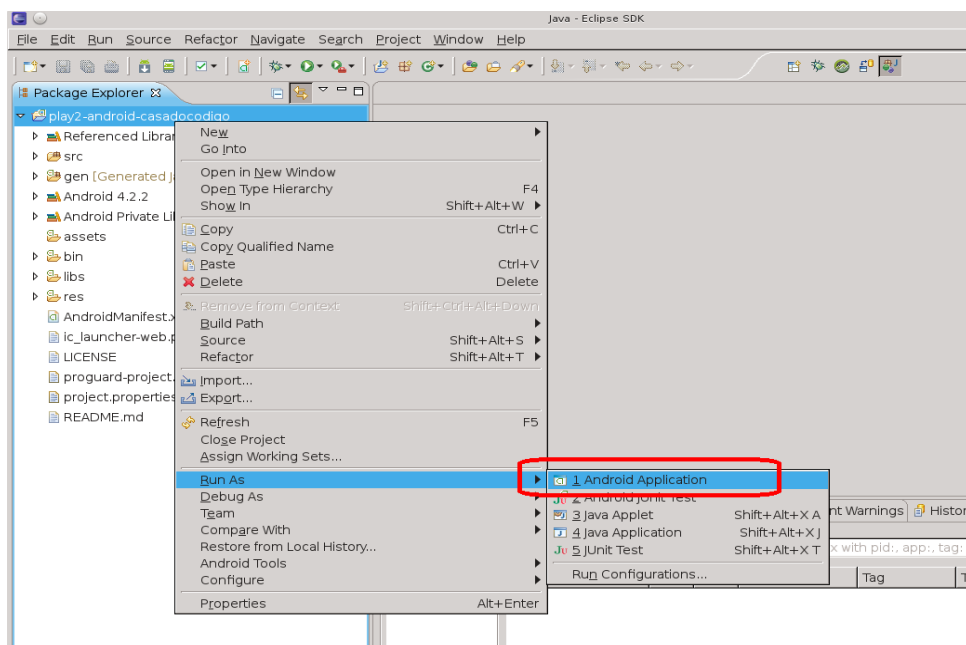 Java - Eclipse SDK
File Edit Run Source Refactor Navigate Search Project Window Help
Package Explorer
play2-android-casadocodigo
Referenced Librar
src
gen [Generated J
Android 4.2.2
Android Private Li
assets
bin
libs
res
AndroidManifest.x
ic_launcher-web.p
LICENSE
proguard-project.
project.properties
README.md
New
Go Into
Open in New Window
Open Type Hierarchy F4
Show In Shift+Alt+W
Copy Ctrl+C
Copy Qualified Name
Paste Ctrl+V
Delete Delete
Remove from Context Shift+Ctrl+Alt+Down
Build Path
Source Shift+Alt+S
Refactor Shift+Alt+T
Import...
Export...
Refresh F5
Close Project
Assign Working Sets...
Run As
Debug As
Team
Compare With
Restore from Local History...
Android Tools
Configure
Properties Alt+Enter
1 Android Application
2 Android JUnit Test
3 Java Applet Shift+Alt+X A
4 Java Application Shift+Alt+X J
5 JUnit Test Shift+Alt+X T
Run Configurations...
nt Warnings Histor
x with pid:, app:, tag:
Tag T